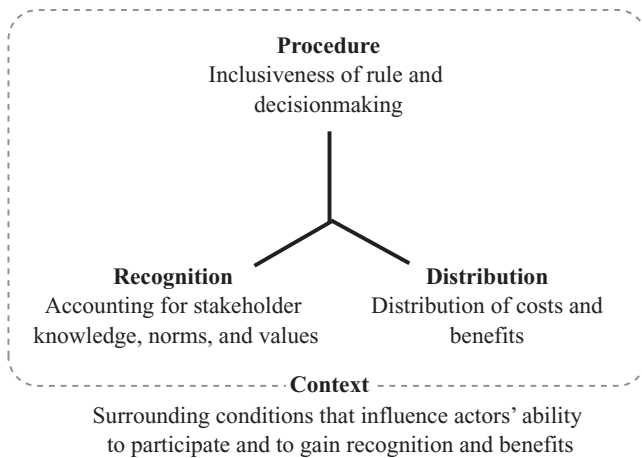 Procedure
Inclusiveness of rule and
decisionmaking
Recognition
Accounting for stakeholder
knowledge, norms, and values
Distribution
Distribution of costs and
benefits
Context
Surrounding conditions that influence actors’ ability
to participate and to gain recognition and benefits